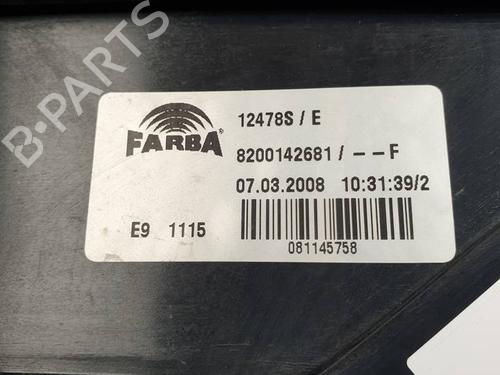 12478S / E
FARBA ®
8200142681 / – – F
07.03.2008 10:31:39/2
E9 1115
081145758
B-Parts